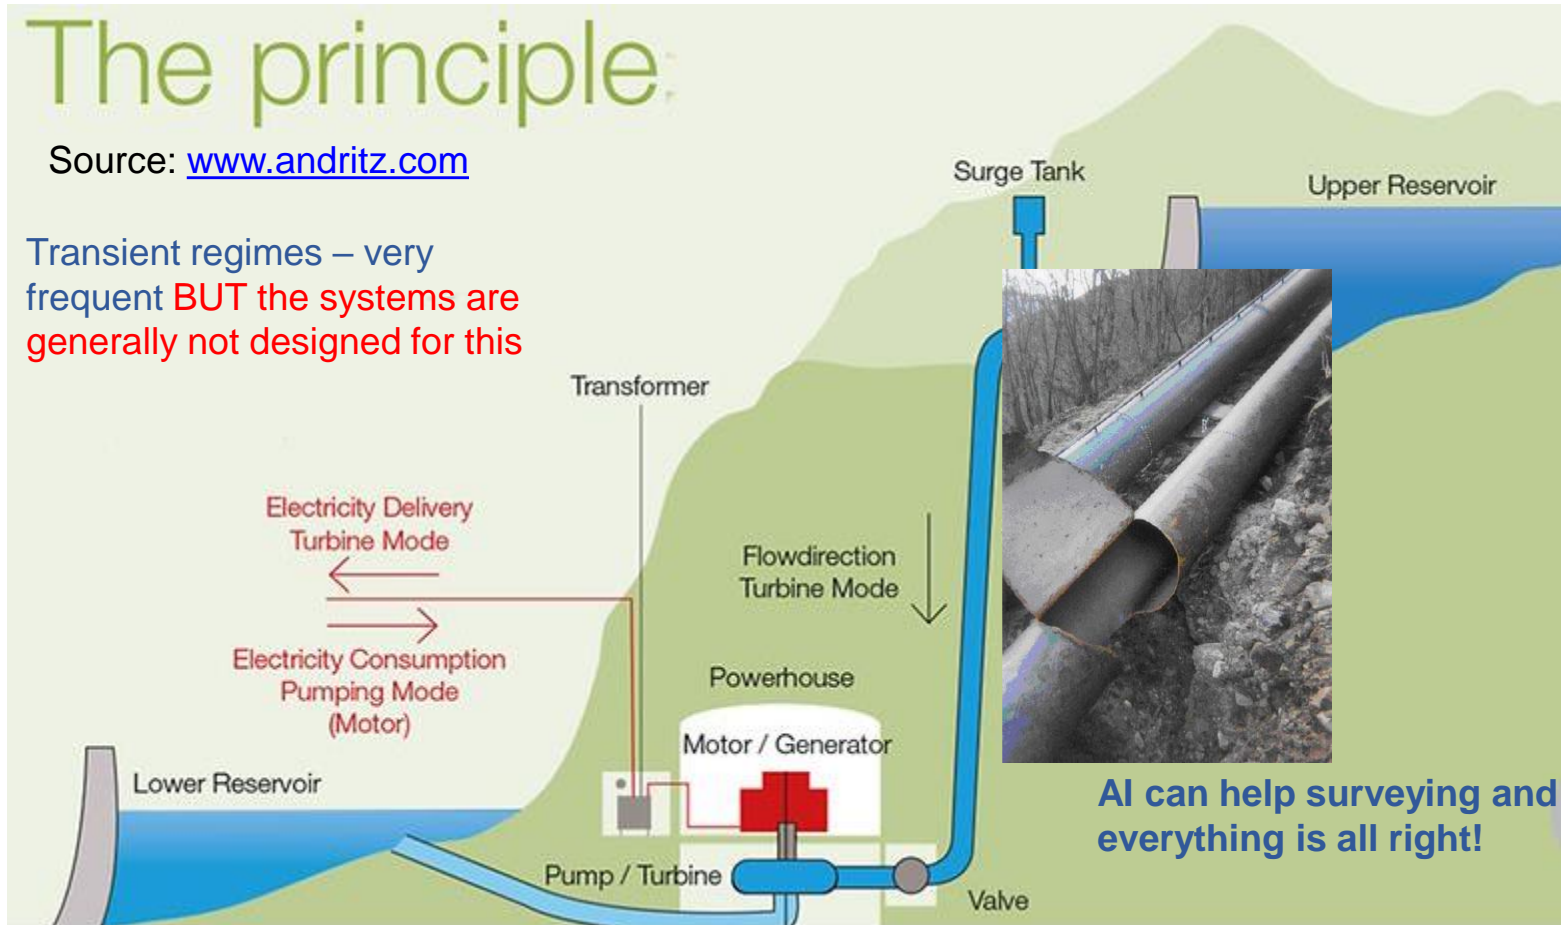 The principle
Source: www.andritz.com
Transient regimes – very
frequent BUT the systems are
generally not designed for this
Surge Tank
Upper Reservoir
Transformer
Electricity Delivery
Turbine Mode
Electricity Consumption
Pumping Mode
(Motor)
Flowdirection
Turbine Mode
Powerhouse
Motor / Generator
Lower Reservoir
Pump / Turbine
Valve
AI can help surveying and
everything is all right!